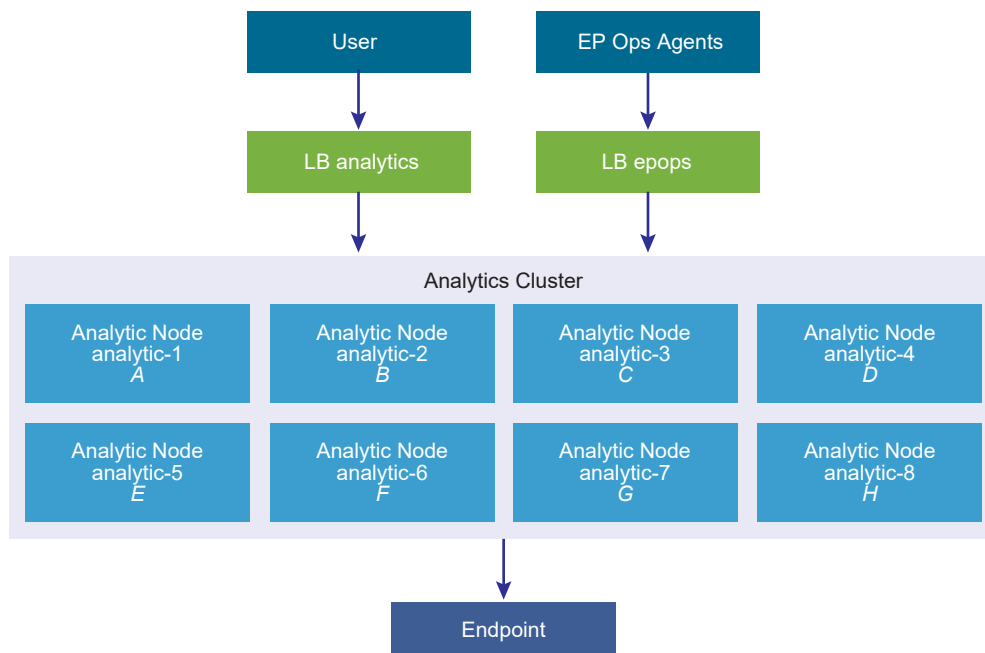 User
EP Ops Agents
LB analytics
LB epops
Analytics Cluster
Analytic Node
analytic-1
A
Analytic Node
analytic-2
B
Analytic Node
analytic-3
C
Analytic Node
analytic-4
D
Analytic Node
analytic-5
E
Analytic Node
analytic-6
F
Analytic Node
analytic-7
G
Analytic Node
analytic-8
H
Endpoint